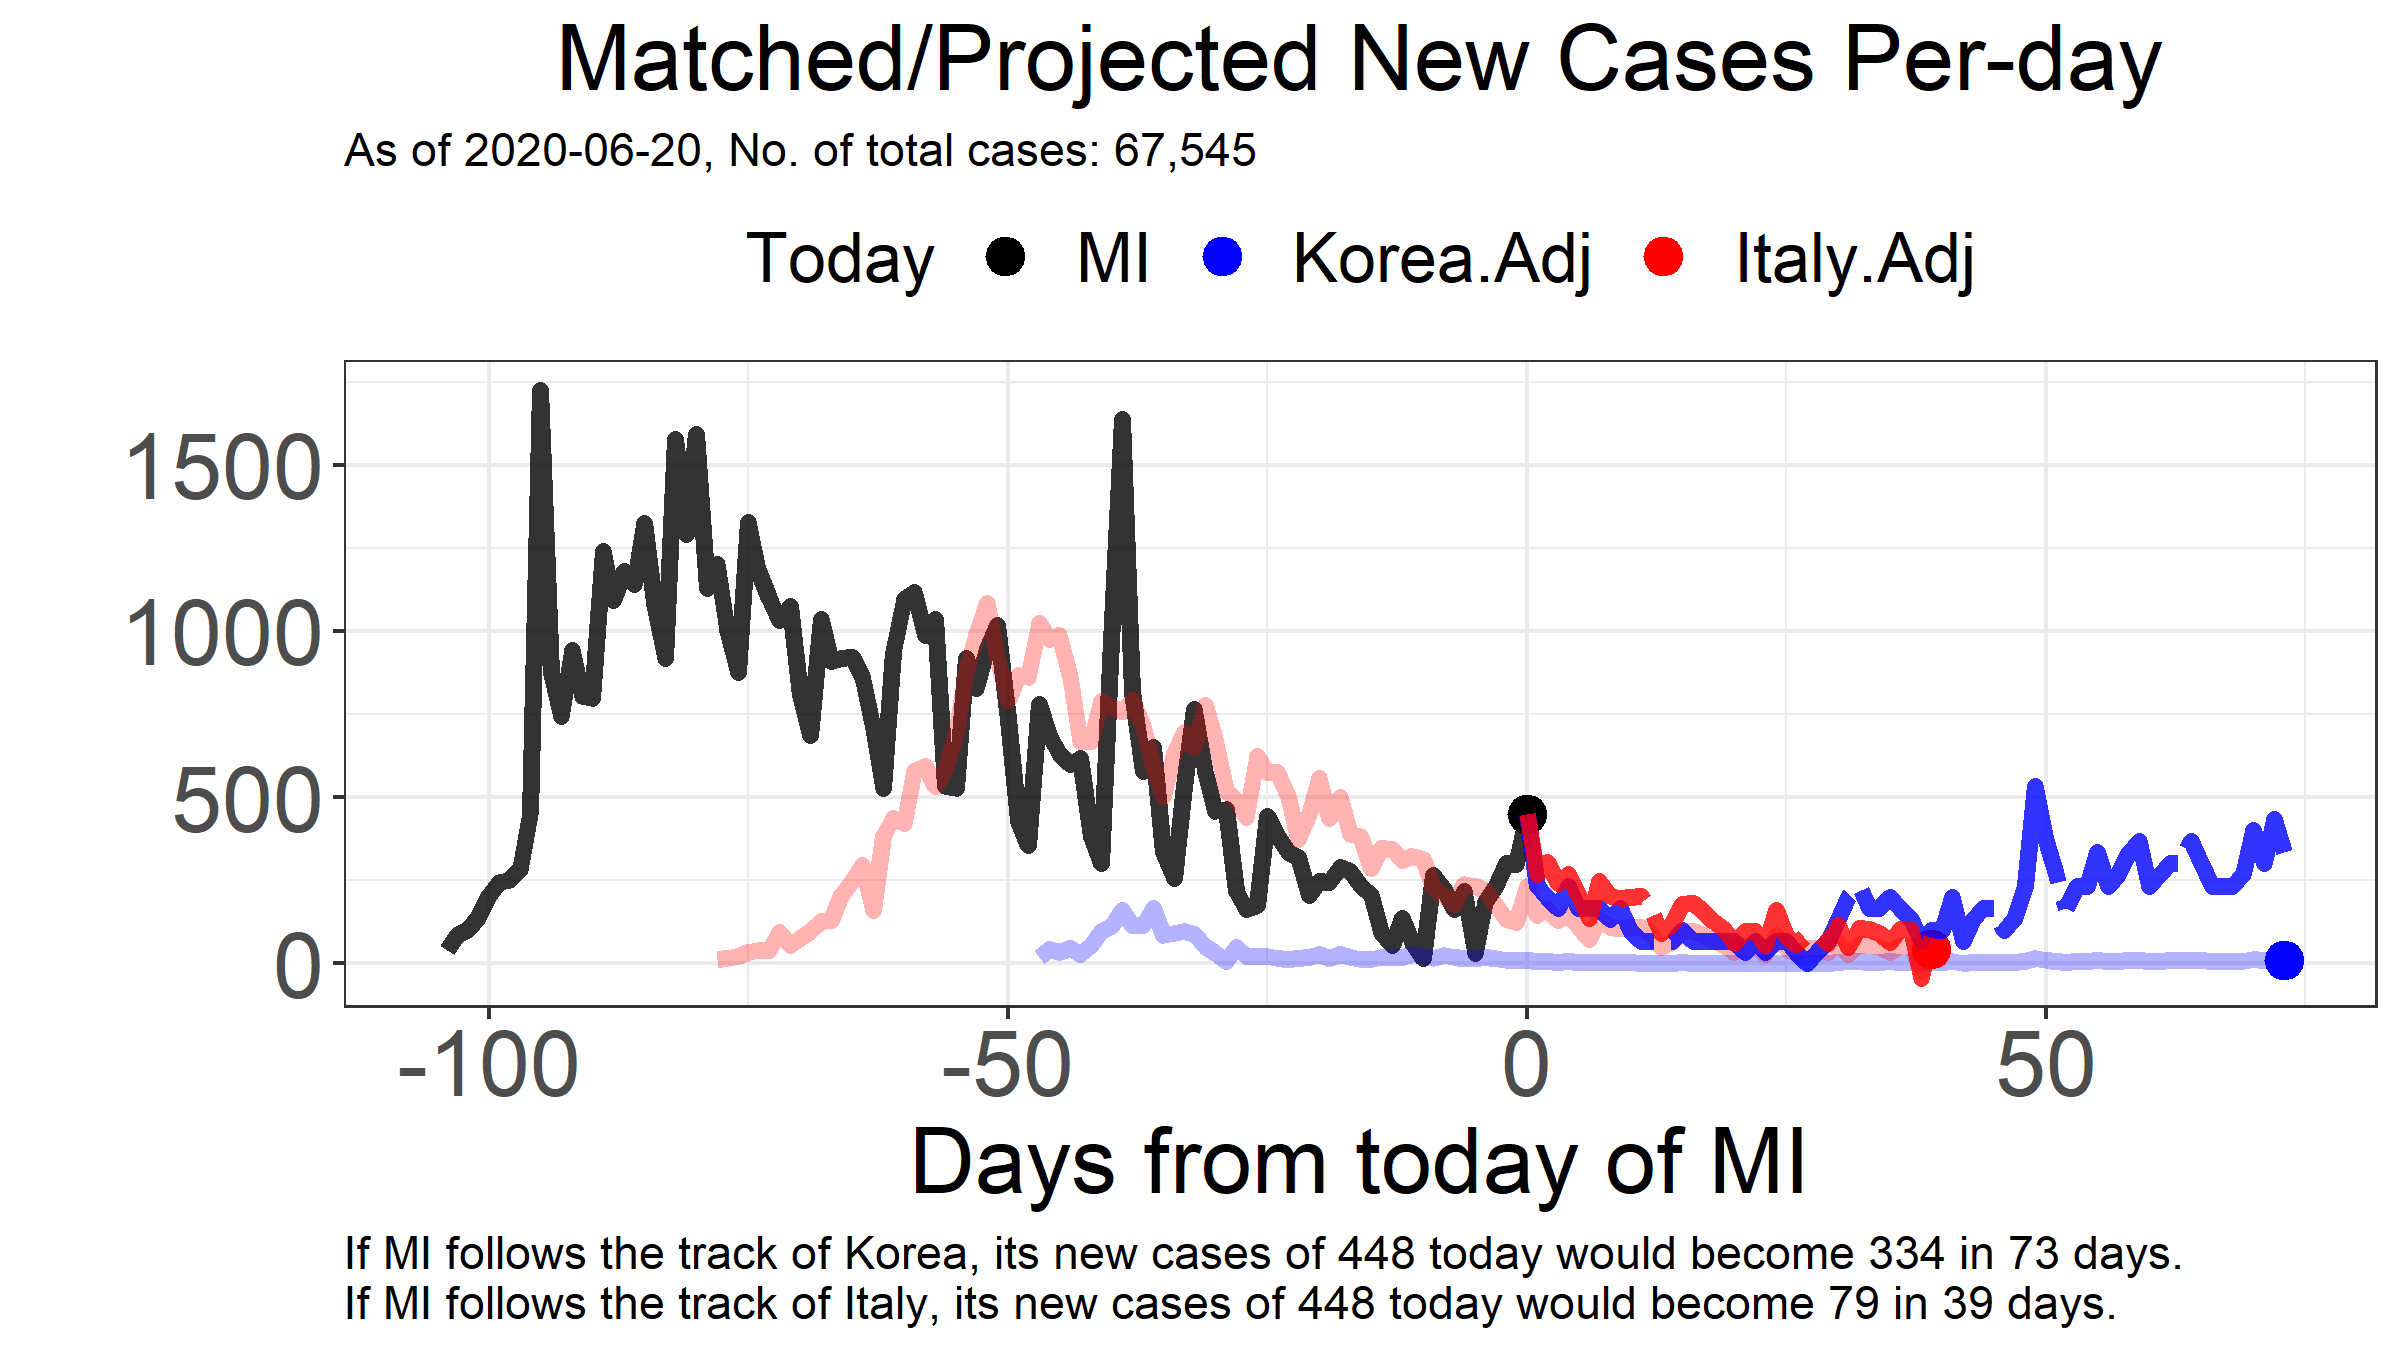 Matched/Projected New Cases Per-day
As of 2020-06-20, No. of total cases: 67,545
Today MI Korea.Adj Italy.Adj
1500
1000
500
0
-100 -50 0 50
Days from today of MI
If MI follows the track of Korea, its new cases of 448 today would become 334 in 73 days.
If MI follows the track of Italy, its new cases of 448 today would become 79 in 39 days.